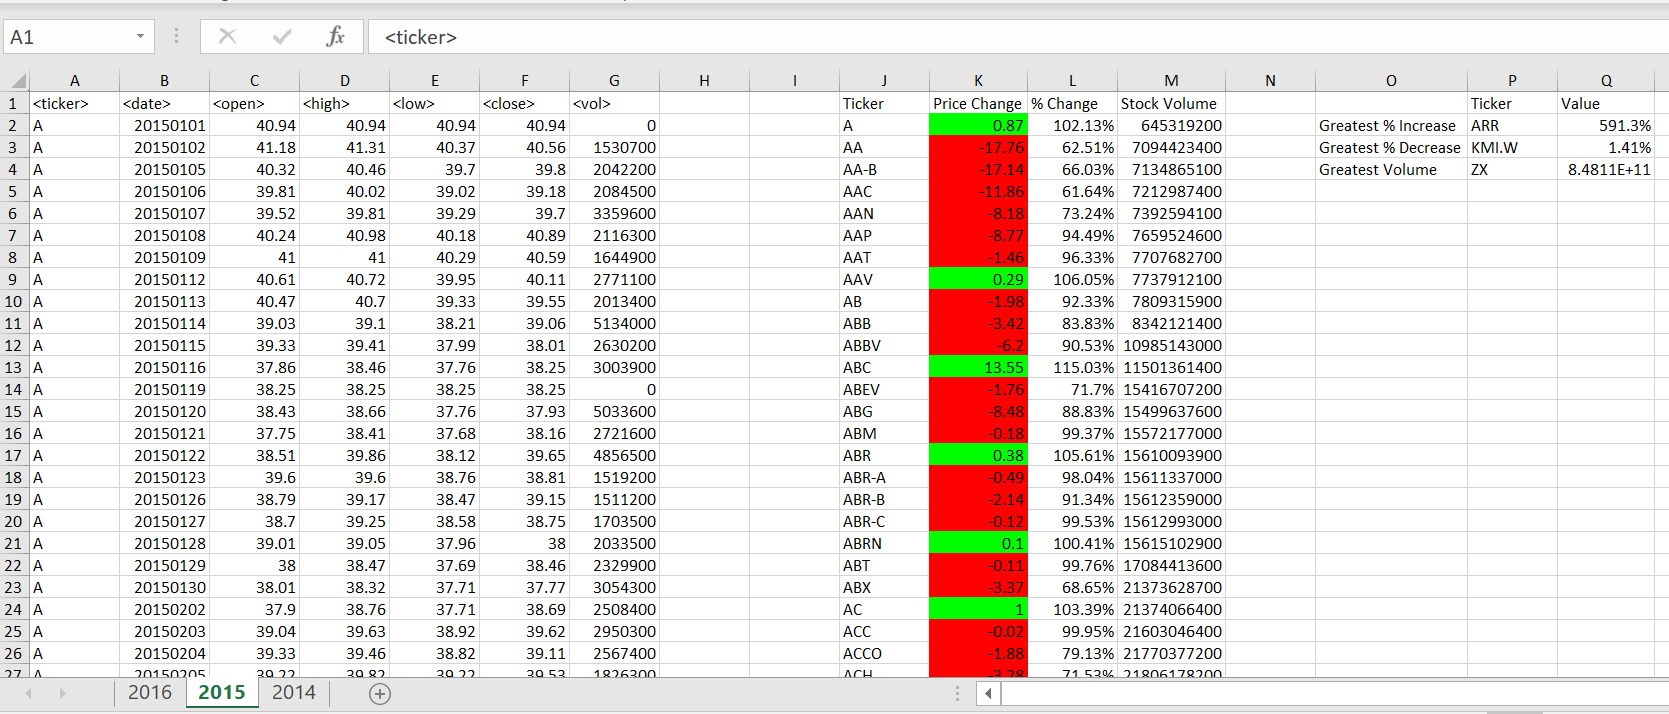 A1 fx <ticker>
A B C D E F G H I J K L M N O P Q
1 <ticker> <date> <open> <high> <low> <close> <vol> Ticker Price Change % Change Stock Volume Ticker Value
2 A 20150101 40.94 40.94 40.94 40.94 0 A 0.87 102.13% 645319200 Greatest % Increase ARR 591.3%
3 A 20150102 41.18 41.31 40.37 40.56 1530700 AA -17.76 62.51% 7094423400 Greatest % Decrease KMI.W 1.41%
4 A 20150105 40.32 40.46 39.7 39.8 2042200 AA-B -17.14 66.03% 7134865100 Greatest Volume ZX 8.4811E+11
5 A 20150106 39.81 40.02 39.02 39.18 2084500 AAC -11.86 61.64% 7212987400
6 A 20150107 39.52 39.81 39.29 39.7 3359600 AAN -8.18 73.24% 7392594100
7 A 20150108 40.24 40.98 40.18 40.89 2116300 AAP -8.77 94.49% 7659524600
8 A 20150109 41 41 40.29 40.59 1644900 AAT -1.46 96.33% 7707682700
9 A 20150112 40.61 40.72 39.95 40.11 2771100 AAV 0.29 106.05% 7737912100
10 A 20150113 40.47 40.7 39.33 39.55 2013400 AB -1.98 92.33% 7809315900
11 A 20150114 39.03 39.1 38.21 39.06 5134000 ABB -3.42 83.83% 8342121400
12 A 20150115 39.33 39.41 37.99 38.01 2630200 ABBV -6.2 90.53% 10985143000
13 A 20150116 37.86 38.46 37.76 38.25 3003900 ABC 13.55 115.03% 11501361400
14 A 20150119 38.25 38.25 38.25 38.25 0 ABEV -1.76 71.7% 15416707200
15 A 20150120 38.43 38.66 37.76 37.93 5033600 ABG -8.48 88.83% 15499637600
16 A 20150121 37.75 38.41 37.68 38.16 2721600 ABM -0.18 99.37% 15572177000
17 A 20150122 38.51 39.86 38.12 39.65 4856500 ABR 0.38 105.61% 15610093900
18 A 20150123 39.6 39.6 38.76 38.81 1519200 ABR-A -0.49 98.04% 15611337000
19 A 20150126 38.79 39.17 38.47 39.15 1511200 ABR-B -2.14 91.34% 15612359000
20 A 20150127 38.7 39.25 38.58 38.75 1703500 ABR-C -0.12 99.53% 15612993000
21 A 20150128 39.01 39.05 37.96 38 2033500 ABRN 0.1 100.41% 15615102900
22 A 20150129 38 38.47 37.69 38.46 2329900 ABT -0.11 99.76% 17084413600
23 A 20150130 38.01 38.32 37.71 37.77 3054300 ABX -3.37 68.65% 21373628700
24 A 20150202 37.9 38.76 37.71 38.69 2508400 AC 1 103.39% 21374066400
25 A 20150203 39.04 39.63 38.92 39.62 2950300 ACC -0.02 99.95% 21603046400
26 A 20150204 39.33 39.46 38.82 39.11 2567400 ACCO -1.88 79.13% 21770377200
27 A 20150205 39.22 39.82 39.22 39.53 1826300 ACH -3.28 71.53% 21806178200
2016 2015 2014